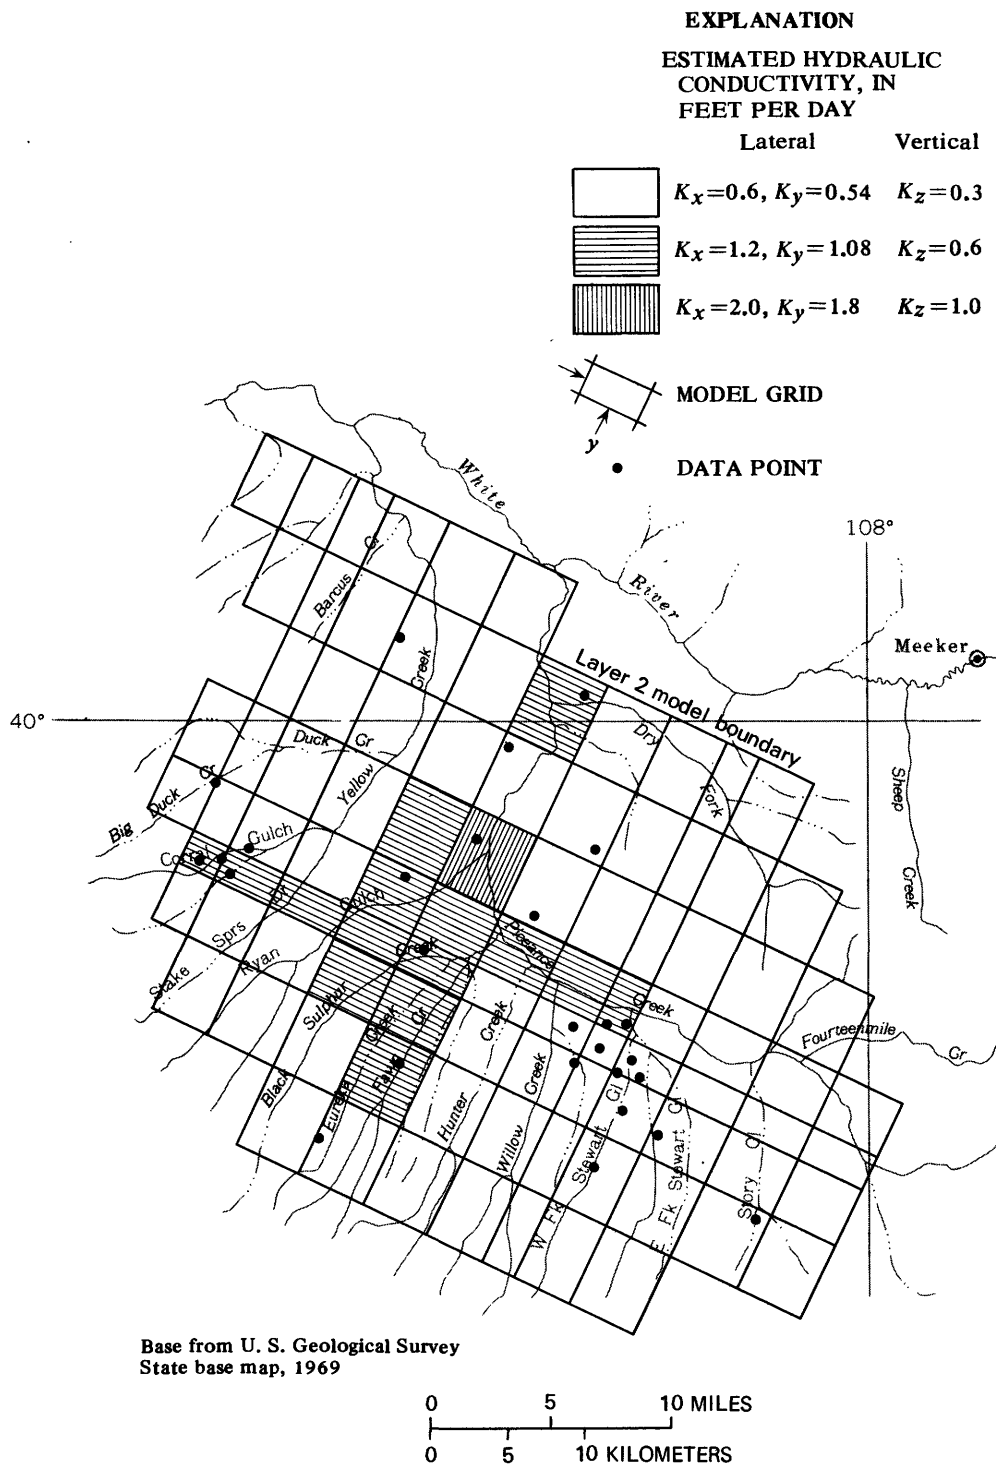 EXPLANATION
ESTIMATED HYDRAULIC
CONDUCTIVITY, IN
FEET PER DAY
Lateral Vertical
Kx=0.6, Ky=0.54 Kz=0.3
Kx=1.2, Ky=1.08 Kz=0.6
Kx=2.0, Ky=1.8 Kz=1.0
MODEL GRID
y
DATA POINT
White
108°
Cr
Barcus
River
Meeker
Creek
Layer 2 model boundary
40°
Duck Cr
Dry
Yellow
Cr
Big Duck
Fork
Sheep
Gulch
Corral
Creek
Gulch
Sprs
Creek
Piceance
Ryan
Stake
Sulphur
Creek
Creek
Cr
Creek
Fourteenmile
Cr
Creek
Fawn
Black
Eureka
Hunter
Willow
Stewart Gl
Stewart Gl
Gl
Story
W Fk
E Fk
Base from U. S. Geological Survey
State base map, 1969
0 5 10 MILES
0 5 10 KILOMETERS